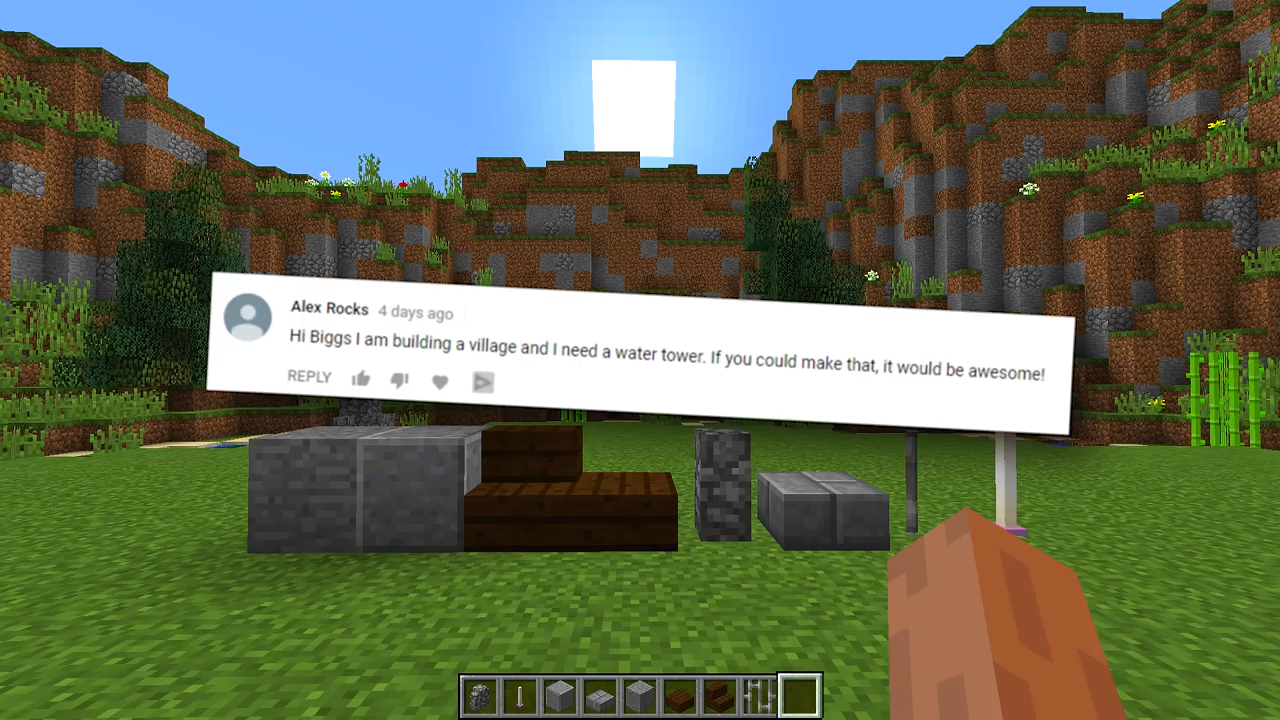 Alex Rocks 4 days ago
Hi Biggs I am building a village and I need a water tower. If you could make that, it would be awesome!
REPLY